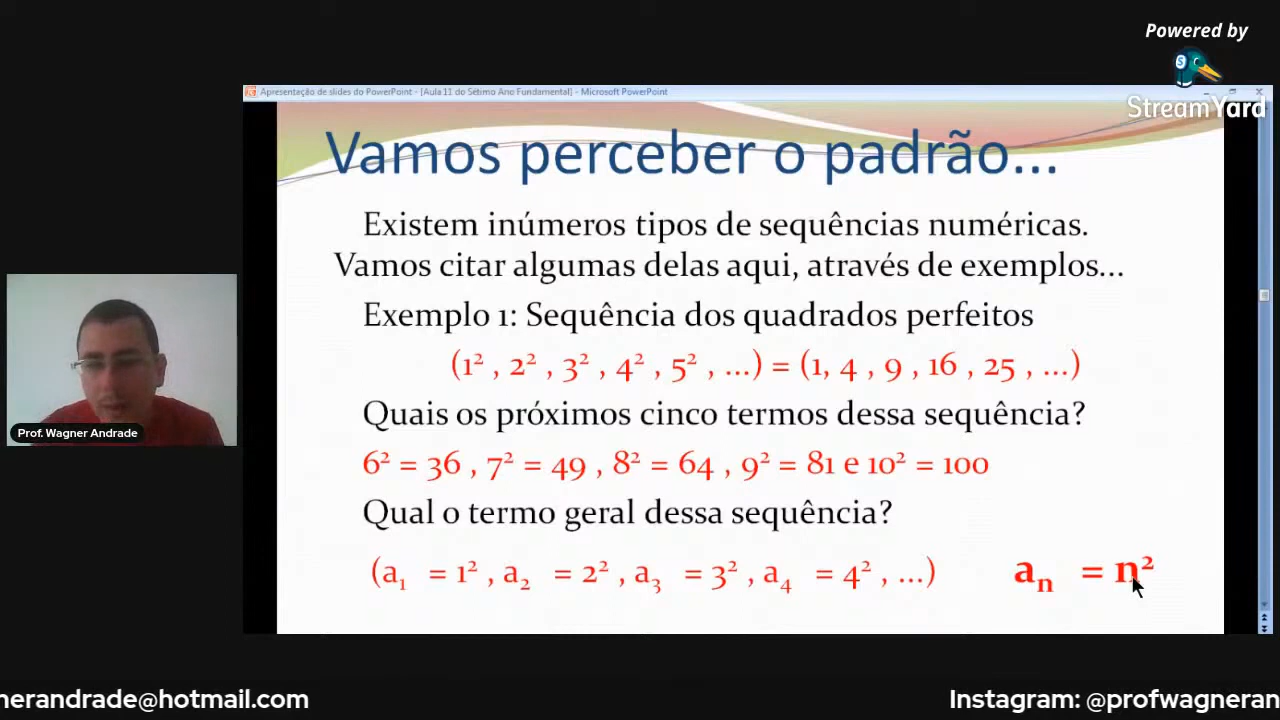 Powered by
StreamYard
Apresentação de slides do PowerPoint - [Aula 11 do Sétimo Ano Fundamental] - Microsoft PowerPoint
Vamos perceber o padrão...
Existem inúmeros tipos de sequências numéricas.
Vamos citar algumas delas aqui, através de exemplos...
Exemplo 1: Sequência dos quadrados perfeitos
(1² , 2² , 3² , 4² , 5² , ...) = (1, 4 , 9 , 16 , 25 , ...)
Quais os próximos cinco termos dessa sequência?
6² = 36 , 7² = 49 , 8² = 64 , 9² = 81 e 10² = 100
Qual o termo geral dessa sequência?
(a₁ = 1² , a₂ = 2² , a₃ = 3² , a₄ = 4² , ...) aₙ = n²
Prof. Wagner Andrade
nerandrade@hotmail.com
Instagram: @profwagneran